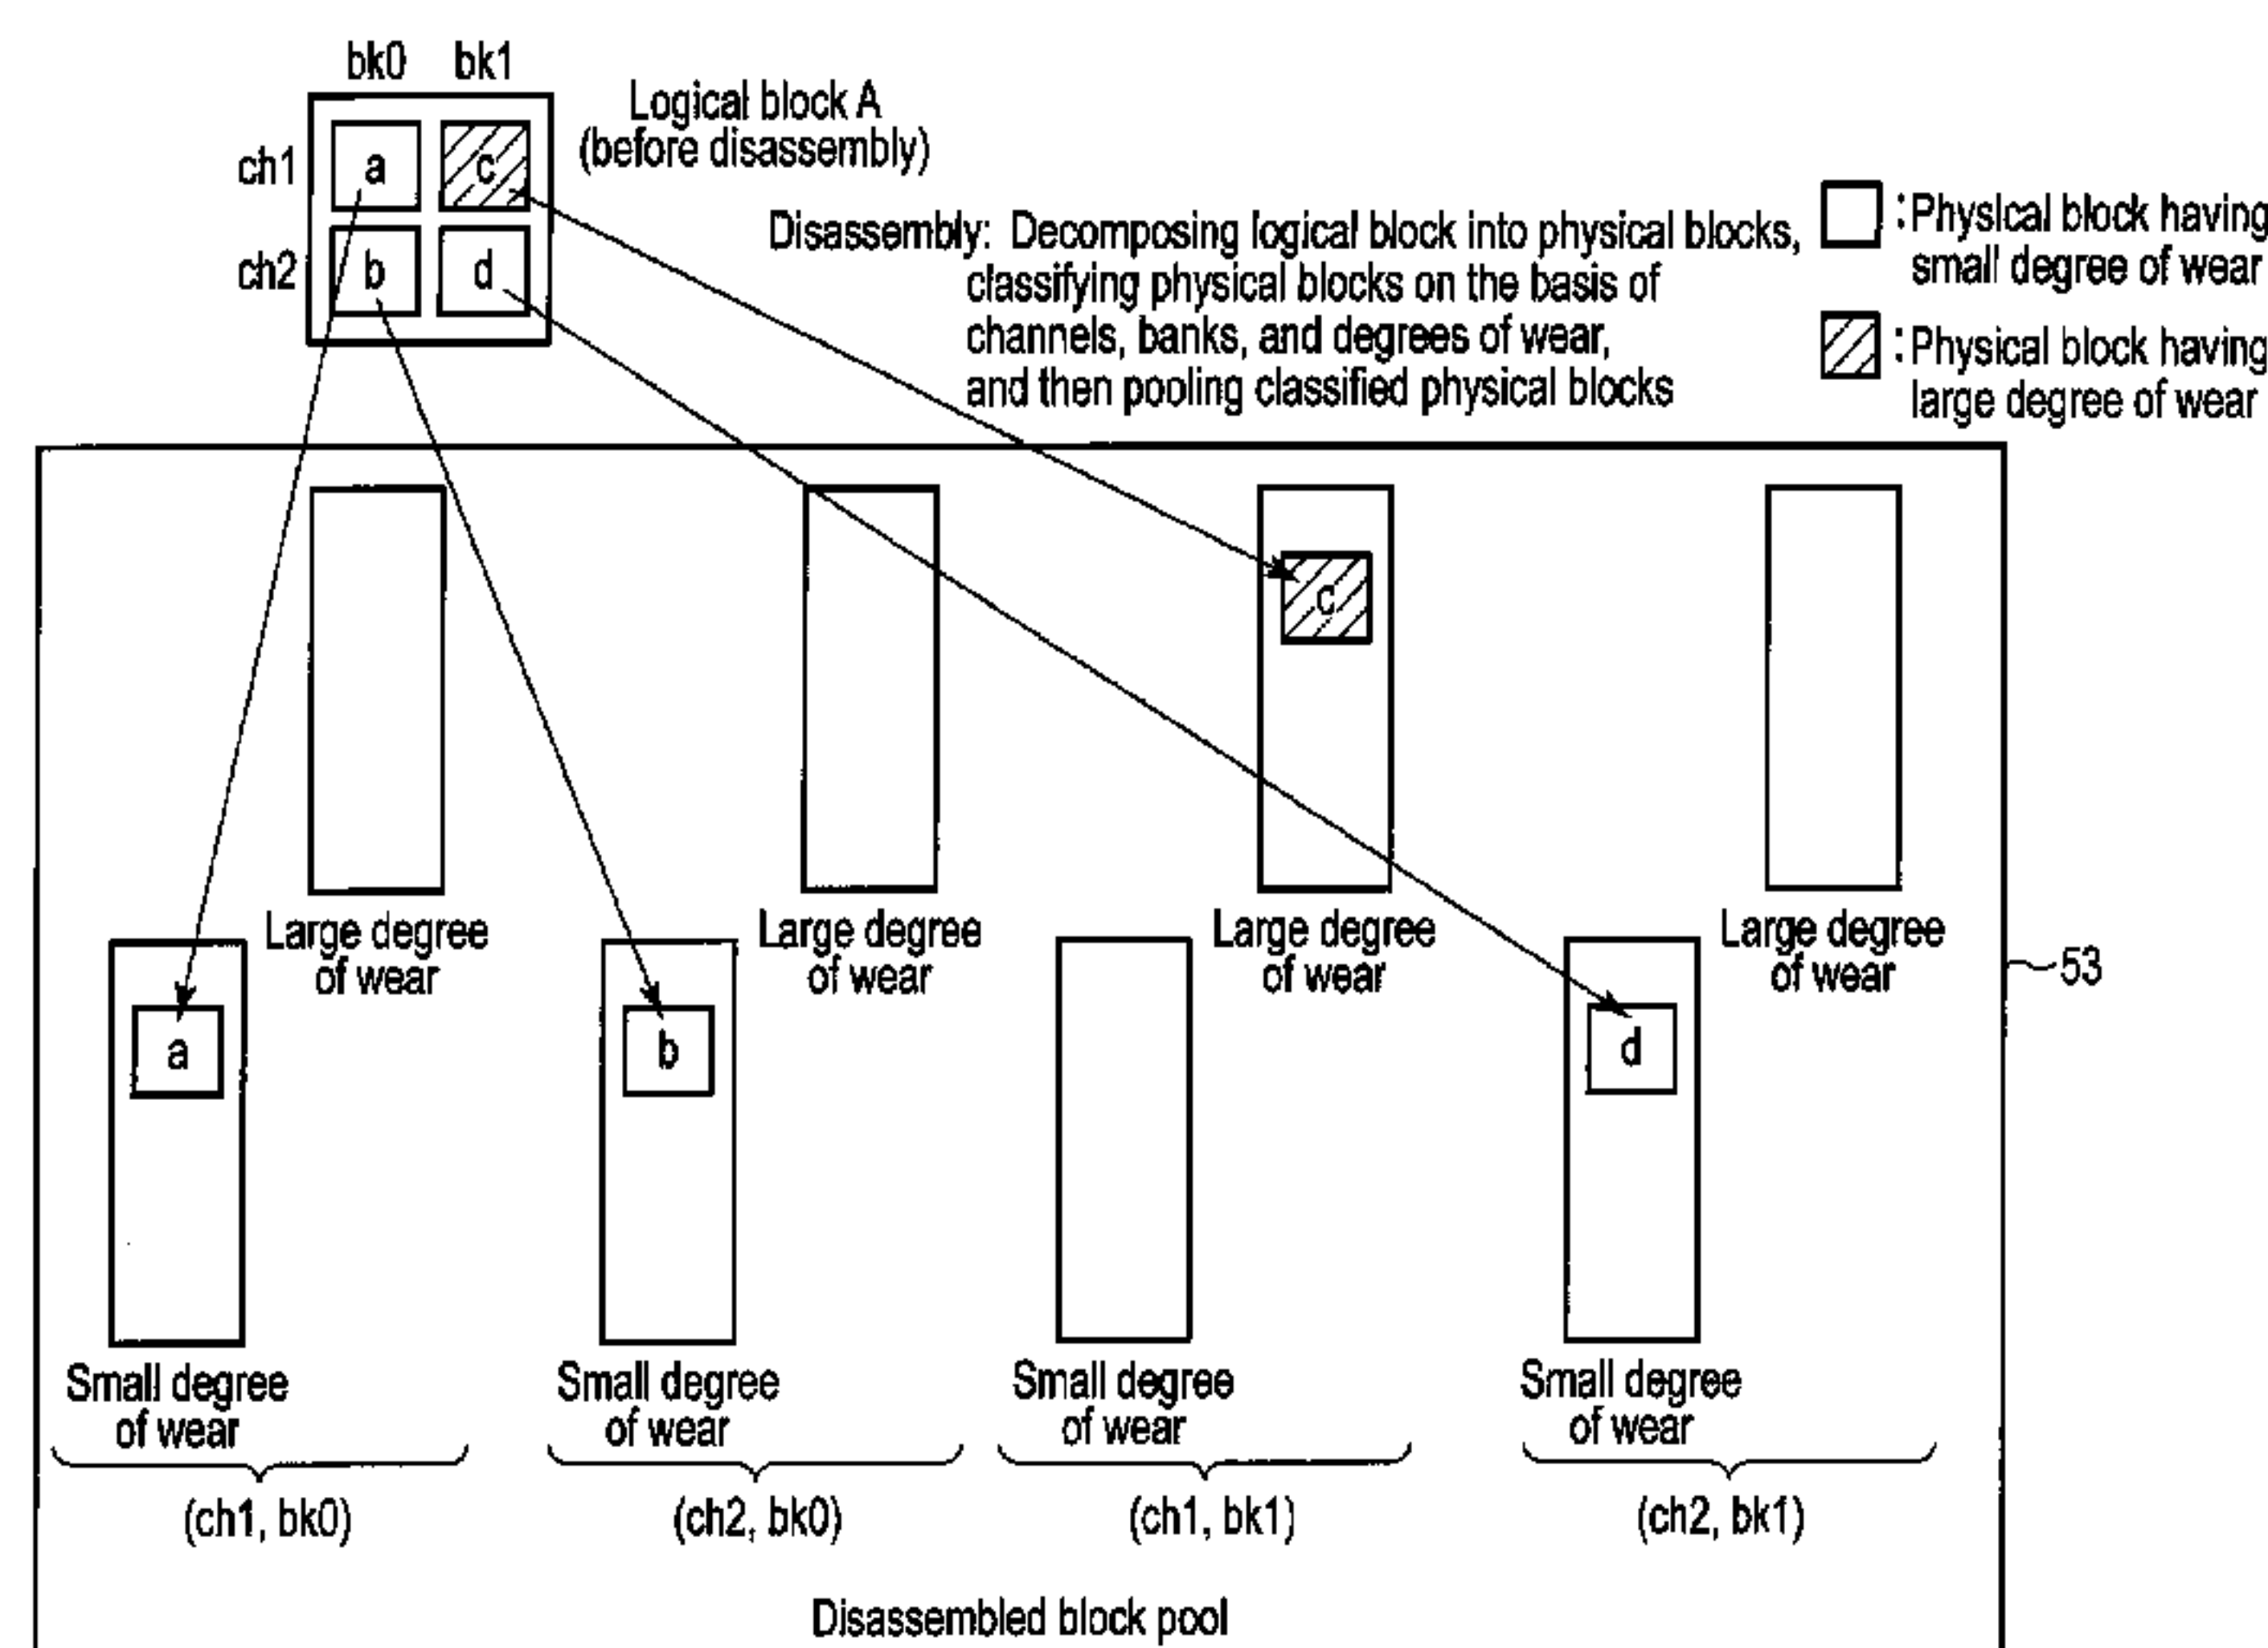 bk0 bk1
Logical block A
(before disassembly)
ch1 a c
ch2 b d
Disassembly: Decomposing logical block into physical blocks,
classifying physical blocks on the basis of
channels, banks, and degrees of wear,
and then pooling classified physical blocks
: Physical block having
small degree of wear
: Physical block having
large degree of wear
c
Large degree
of wear
Large degree
of wear
Large degree
of wear
Large degree
of wear
53
a
b
d
Small degree
of wear
Small degree
of wear
Small degree
of wear
Small degree
of wear
(ch1, bk0)
(ch2, bk0)
(ch1, bk1)
(ch2, bk1)
Disassembled block pool